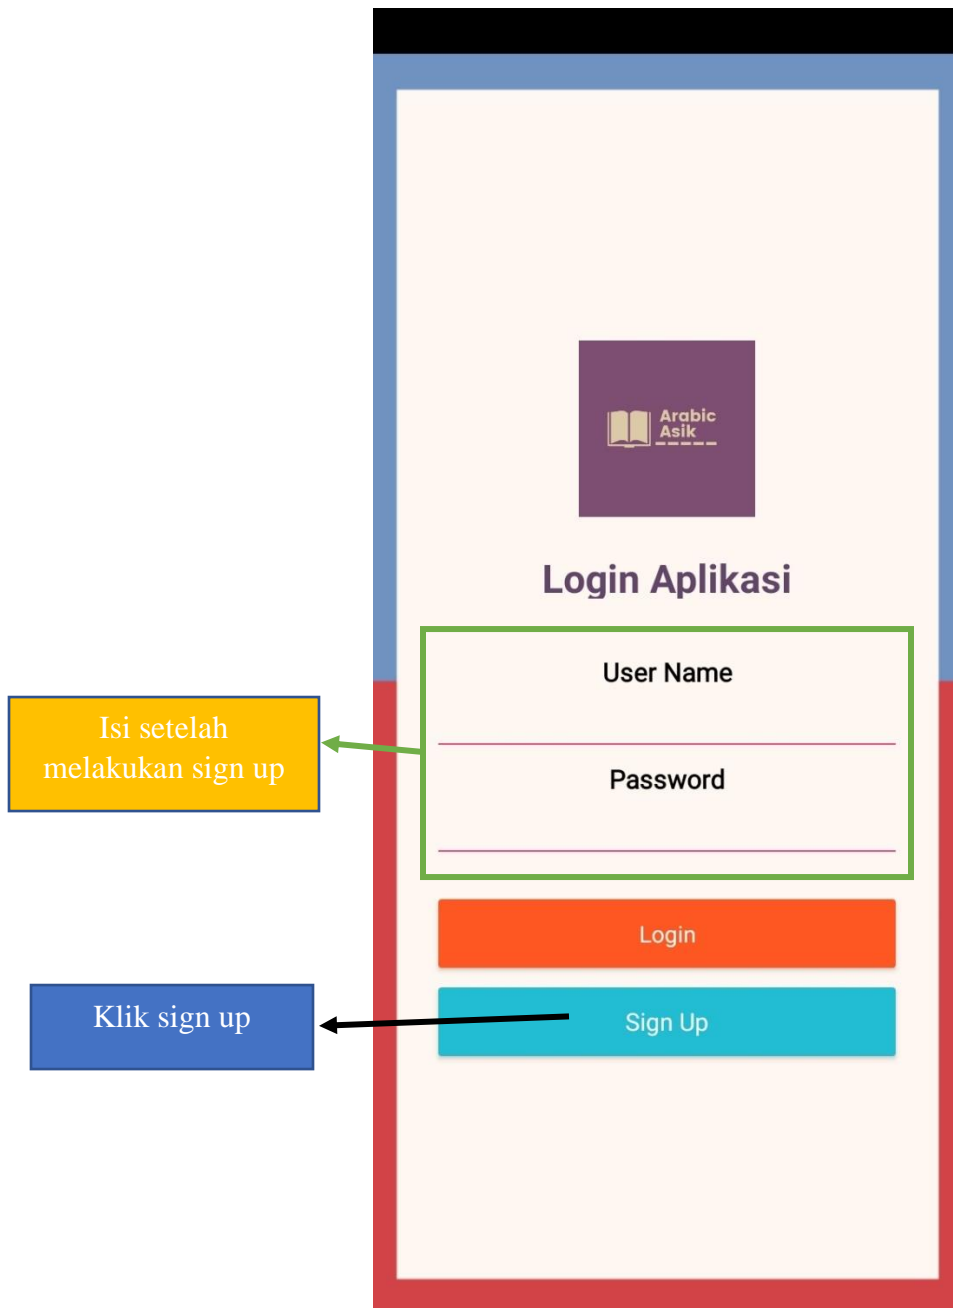 Arabic
Asik
Login Aplikasi
User Name
Isi setelah
melakukan sign up
Password
Login
Klik sign up
Sign Up